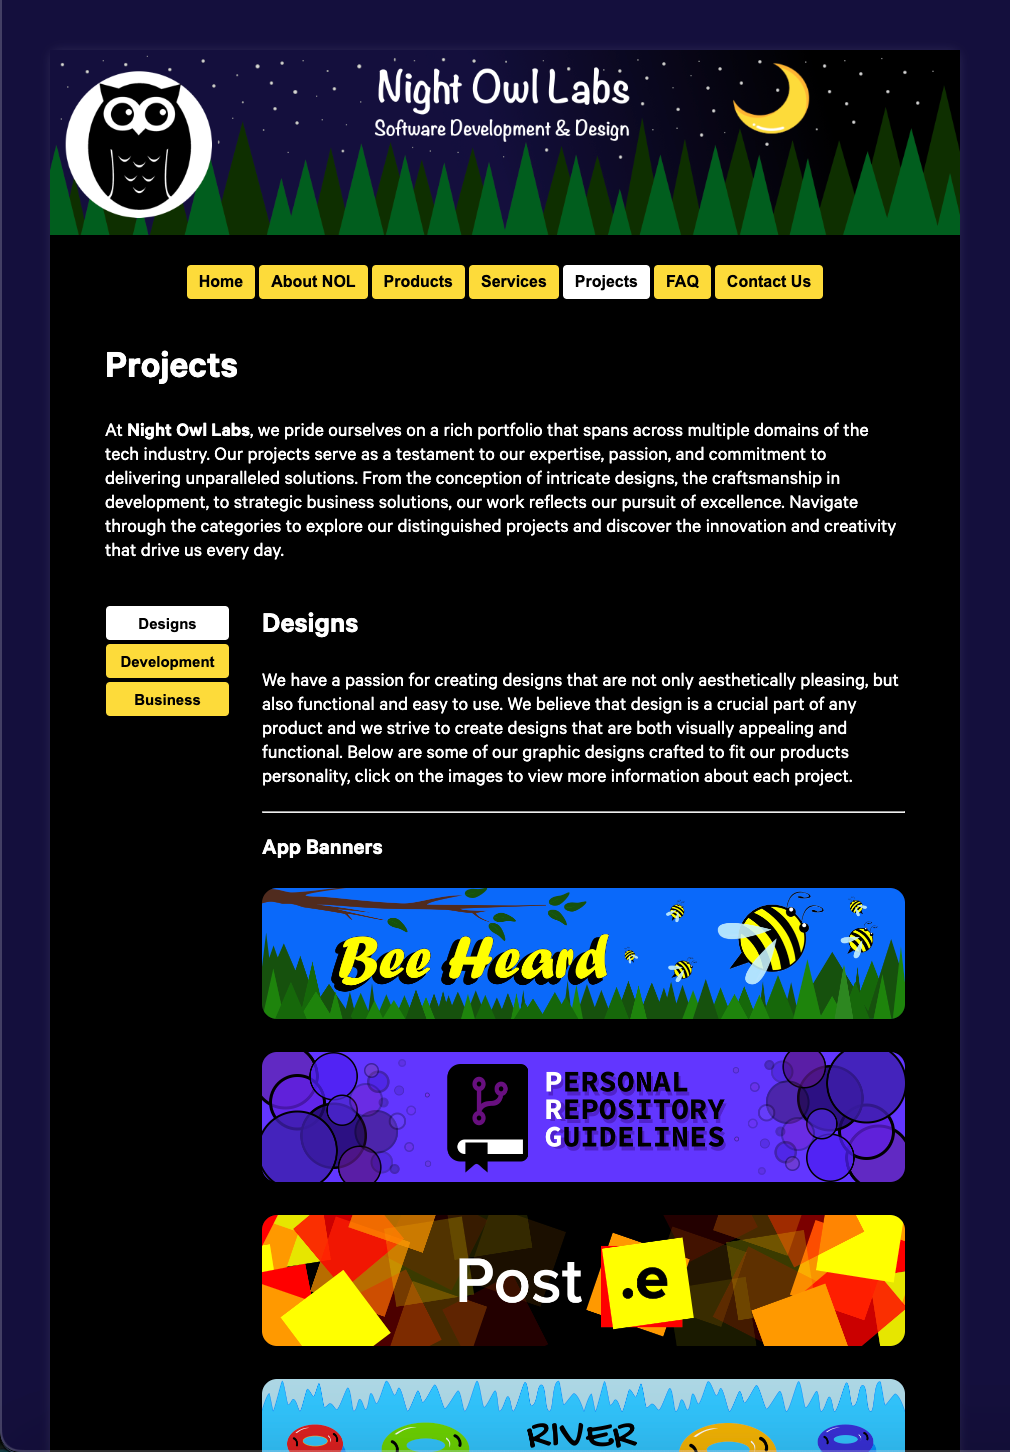 Night Owl Labs
Software Development & Design
Home About NOL Products Services Projects FAQ Contact Us
Projects
At Night Owl Labs, we pride ourselves on a rich portfolio that spans across multiple domains of the
tech industry. Our projects serve as a testament to our expertise, passion, and commitment to
delivering unparalleled solutions. From the conception of intricate designs, the craftsmanship in
development, to strategic business solutions, our work reflects our pursuit of excellence. Navigate
through the categories to explore our distinguished projects and discover the innovation and creativity
that drive us every day.
Designs
Development
Business
Designs
We have a passion for creating designs that are not only aesthetically pleasing, but
also functional and easy to use. We believe that design is a crucial part of any
product and we strive to create designs that are both visually appealing and
functional. Below are some of our graphic designs crafted to fit our products
personality, click on the images to view more information about each project.
App Banners
Bee Heard
PERSONAL
REPOSITORY
GUIDELINES
Post .e
RIVER